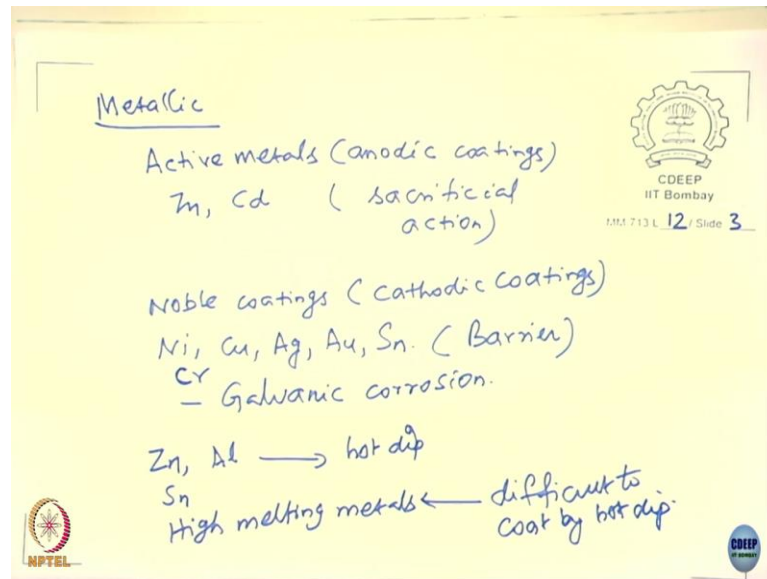 Metallic
Active metals (anodic coatings)
Zn, Cd ( sacrificial
action)
CDEEP
IIT Bombay
MM 713 L 12 / Slide 3
Noble coatings (cathodic coatings)
Ni, Cu, Ag, Au, Sn. ( Barrier)
Cr
– Galvanic corrosion.
Zn, Al ⟶ hot dip
Sn
High melting metals ⟵ difficult to
coat by hot dip.
NPTEL
CDEEP
IIT BOMBAY